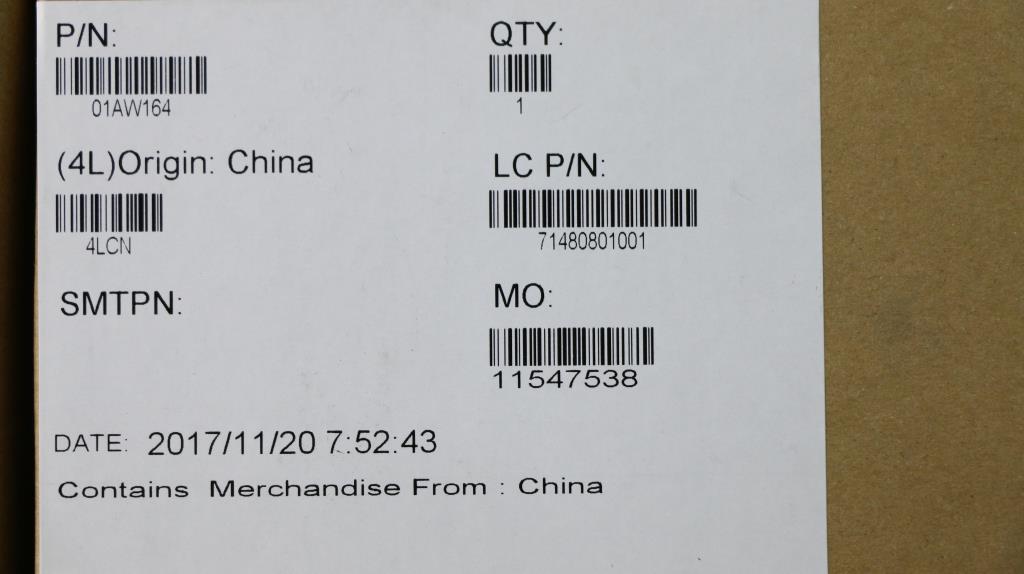 P/N:
01AW164
QTY:
1
(4L)Origin: China
4LCN
LC P/N:
71480801001
SMTPN:
MO:
11547538
DATE: 2017/11/20 7:52:43
Contains Merchandise From : China